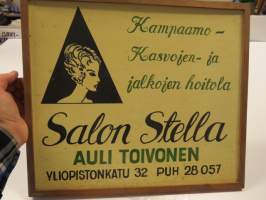 Kampaamo-
Kasvojen- ja
jalkojen hoitola
Salon Stella
AULI TOIVONEN
YLIOPISTONKATU 32 PUH 28 057